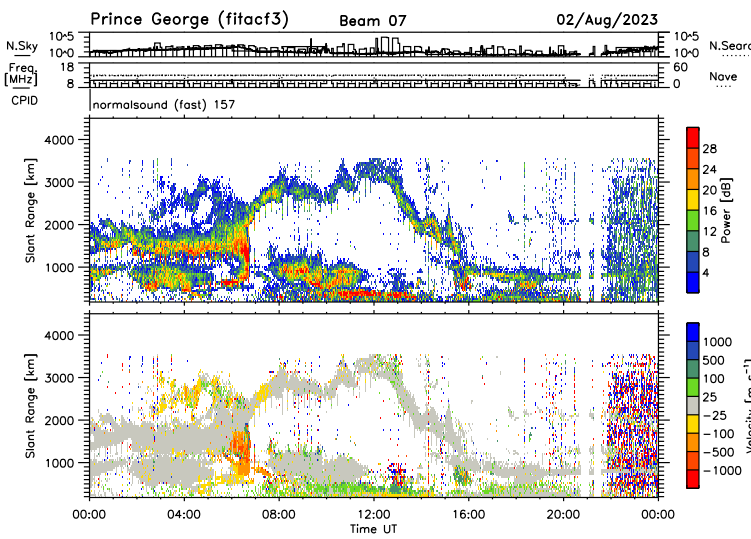 Prince George (fitacf3) Beam 07 02/Aug/2023
N.Sky 10^5 10^0 10^5 10^0 N.Sear
Freq [MHz] 18 8 60 0 Nave
CPID normalsound (fast) 157
Slant Range [km] 4000 3000 2000 1000
Power [dB] 28 24 20 16 12 8 4
Slant Range [km] 4000 3000 2000 1000
Velocity [m s⁻¹] 1000 500 100 25 -25 -100 -500 -1000
00:00 04:00 08:00 12:00 16:00 20:00 00:00
Time UT